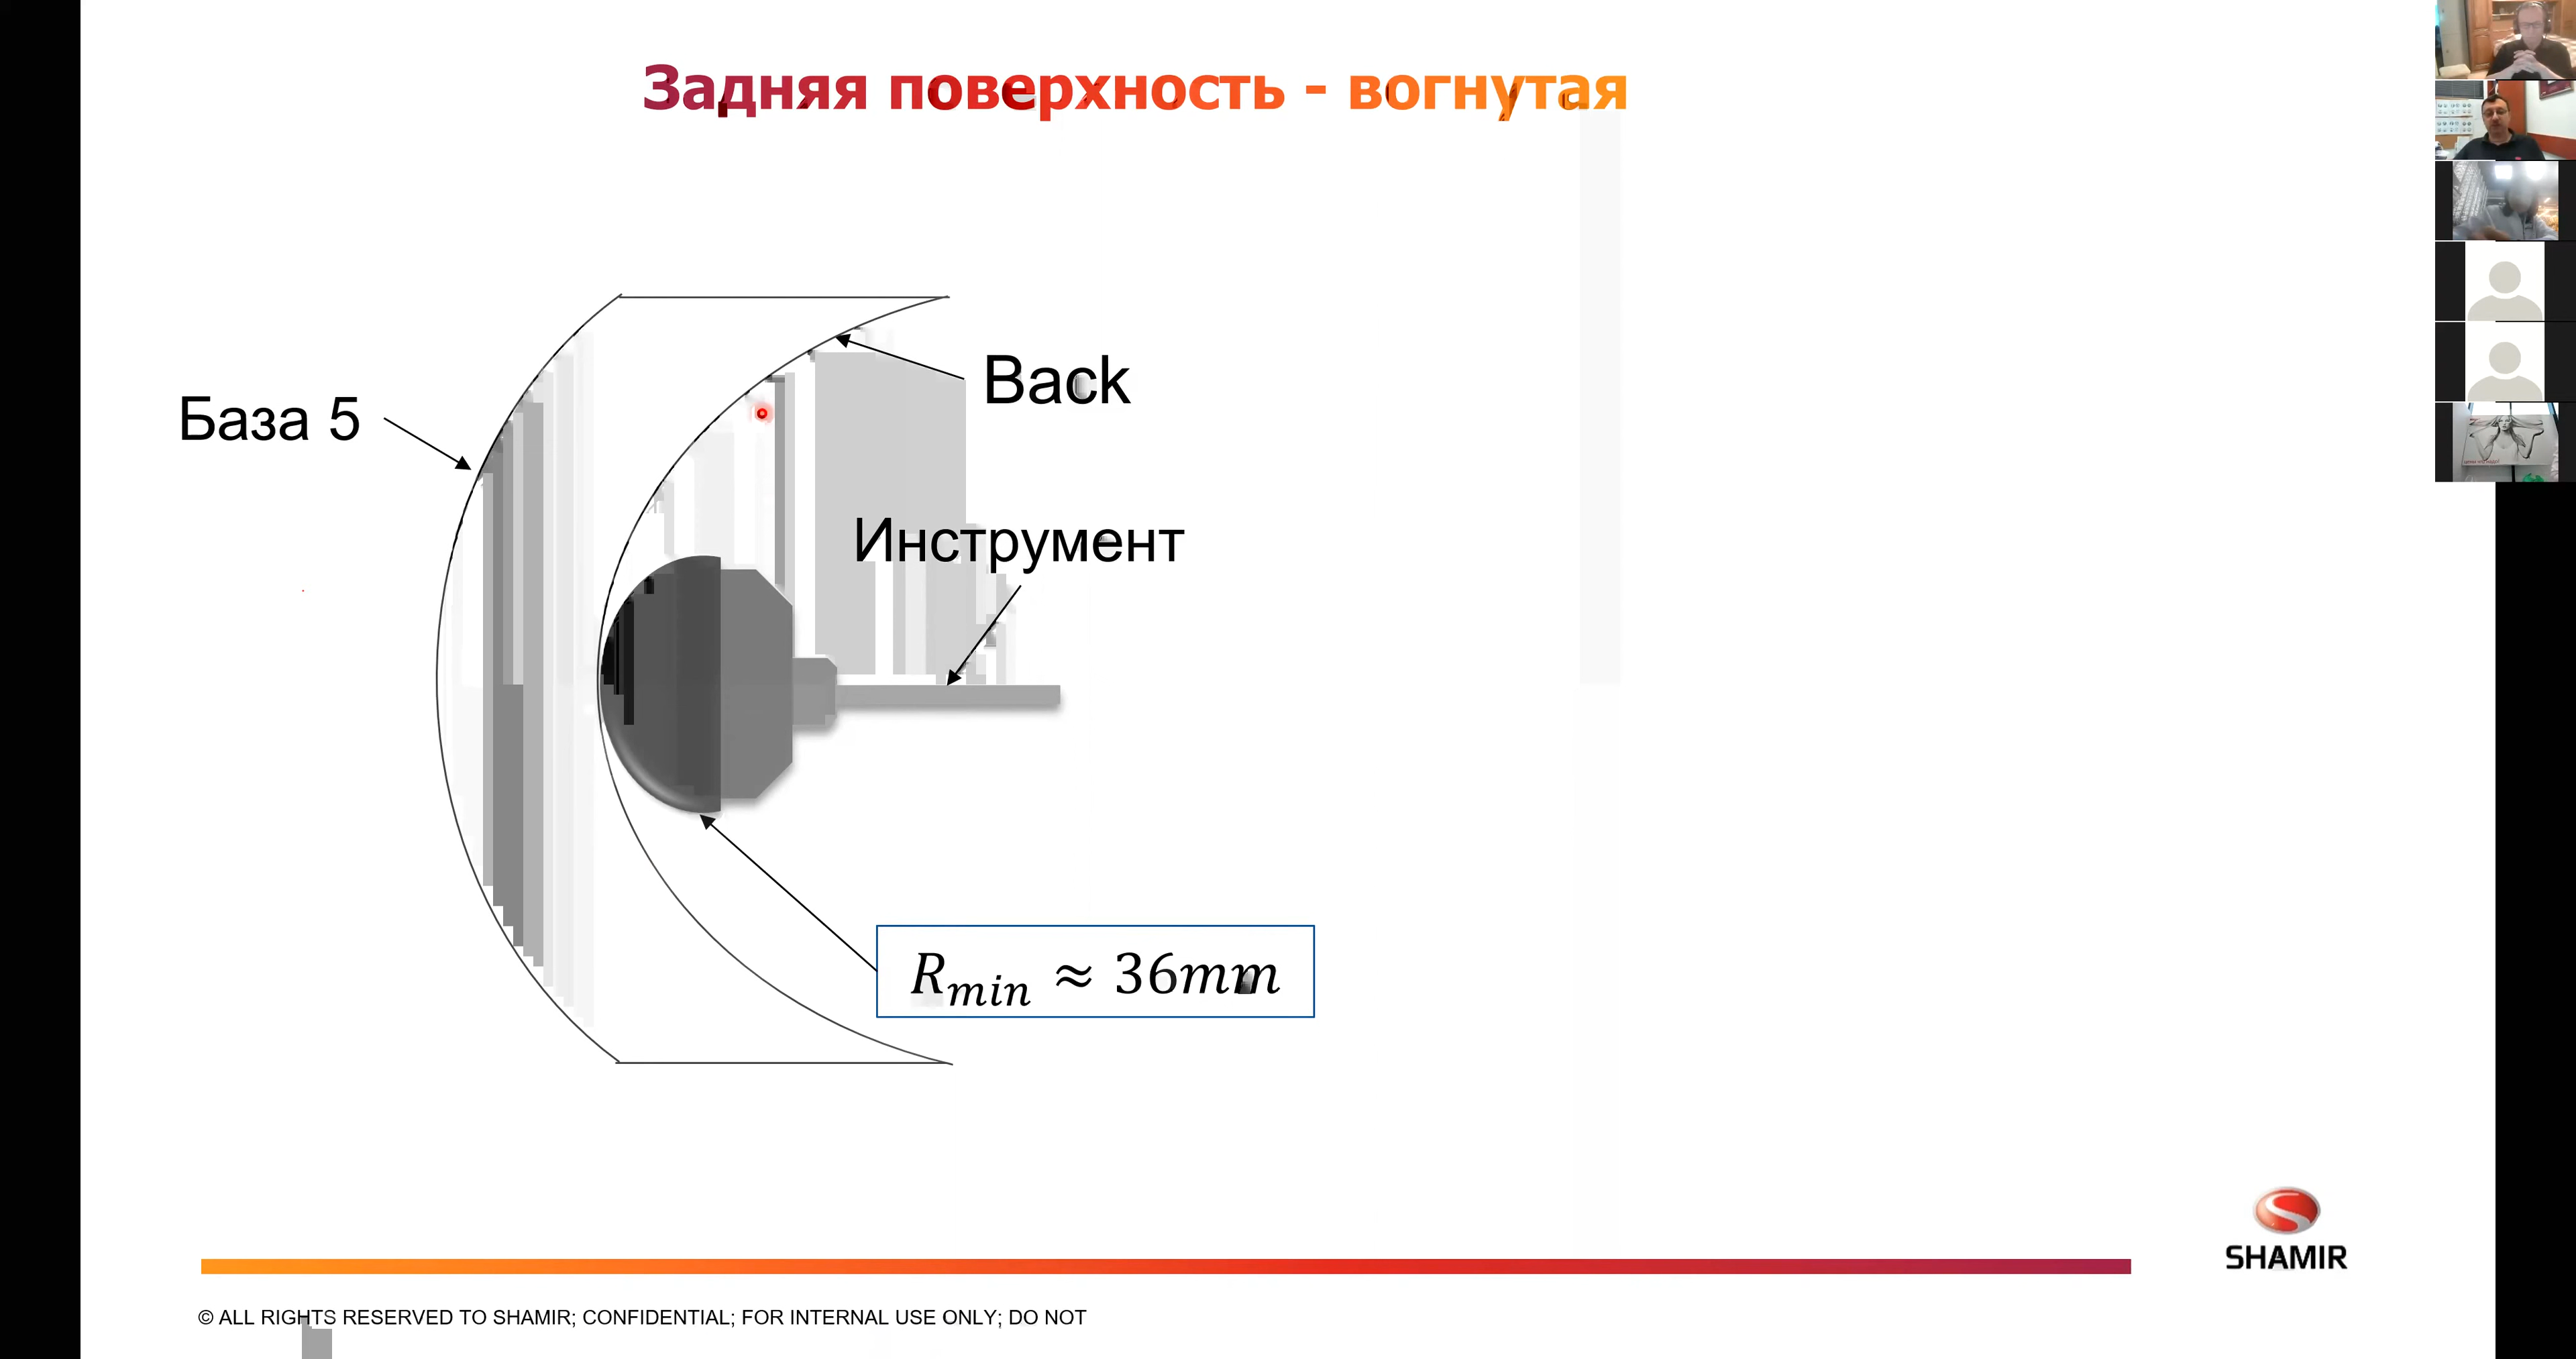 Задняя поверхность - вогнутая
База 5
Back
Инструмент
R_min ≈ 36mm
SHAMIR
© ALL RIGHTS RESERVED TO SHAMIR; CONFIDENTIAL; FOR INTERNAL USE ONLY; DO NOT